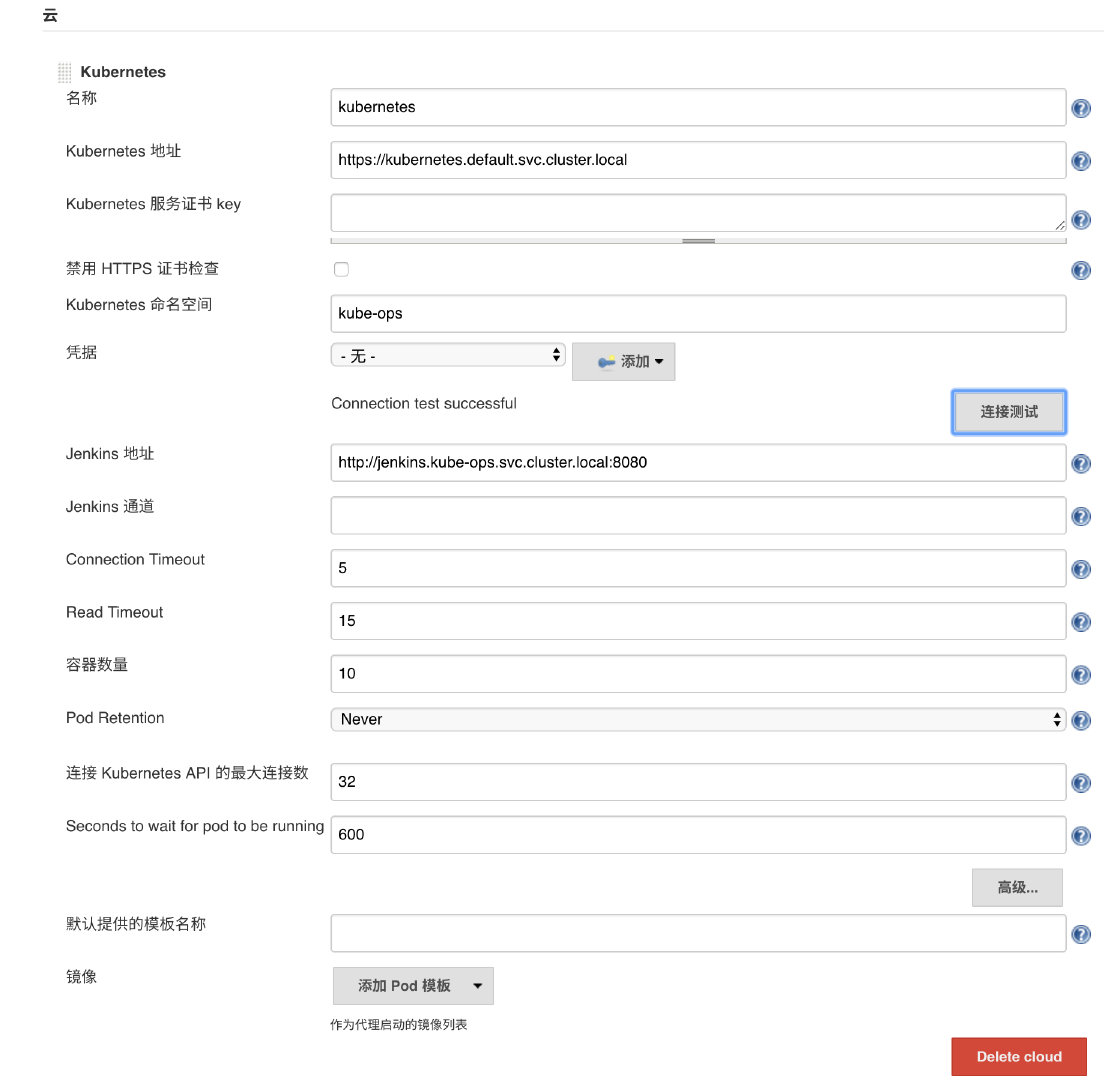 云
Kubernetes
名称
kubernetes
Kubernetes 地址
https://kubernetes.default.svc.cluster.local
Kubernetes 服务证书 key
禁用 HTTPS 证书检查
Kubernetes 命名空间
kube-ops
凭据
- 无 -
添加
Connection test successful
连接测试
Jenkins 地址
http://jenkins.kube-ops.svc.cluster.local:8080
Jenkins 通道
Connection Timeout
5
Read Timeout
15
容器数量
10
Pod Retention
Never
连接 Kubernetes API 的最大连接数
32
Seconds to wait for pod to be running
600
高级...
默认提供的模板名称
镜像
添加 Pod 模板
作为代理启动的镜像列表
Delete cloud